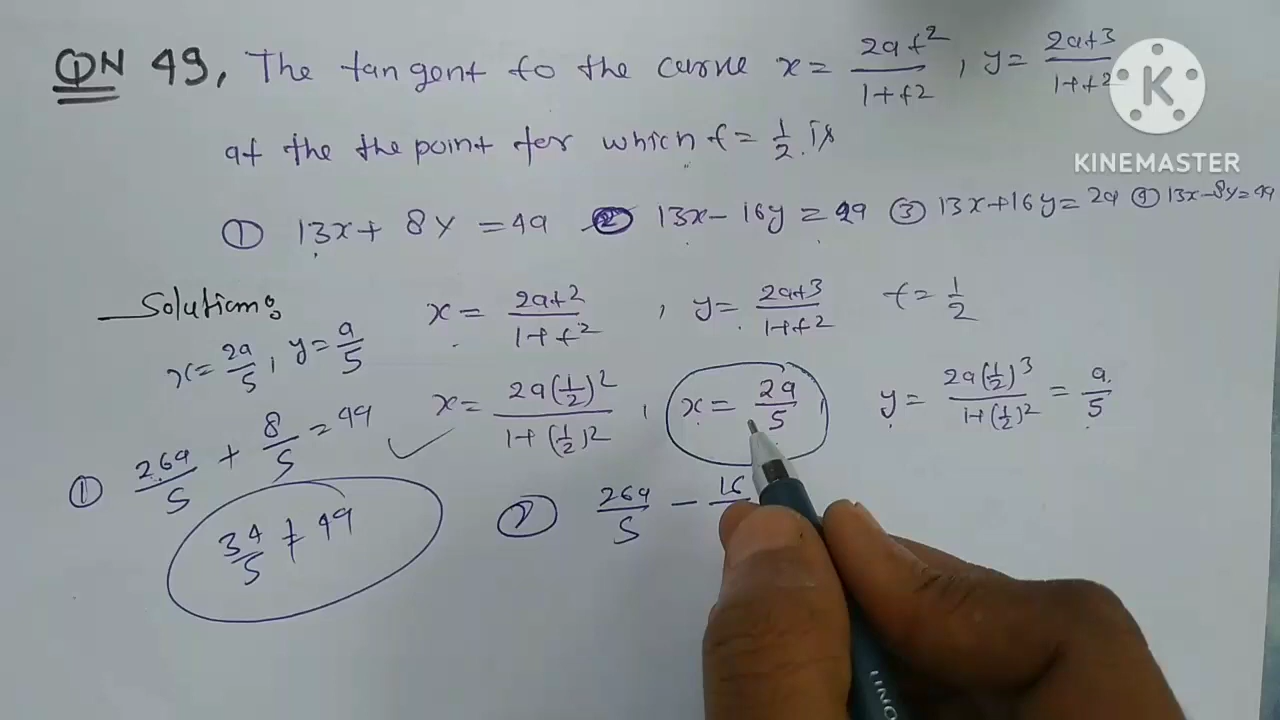 QN 49, The tangent to the curve x = 2at²/1+t2 , y = 2at3/1+t2
at the the point for which t = 1/2 . is
① 13x + 8y = 4a ② 13x - 16y = 2a ③ 13x+16y = 2a ④ 13x-8y=4a
Solution: x = 2at2/1+t² , y = 2at3/1+t² t = 1/2
x = 2a/5 , y = a/5
x = 2a(1/2)²/1+(1/2)2 , x = 2a/5 y = 2a(1/2)³/1+(1/2)2 = a/5
① 26a/5 + 8/5 = 4a
34/5 ≠ 4a
② 26a/5 - 16
K
KINEMASTER